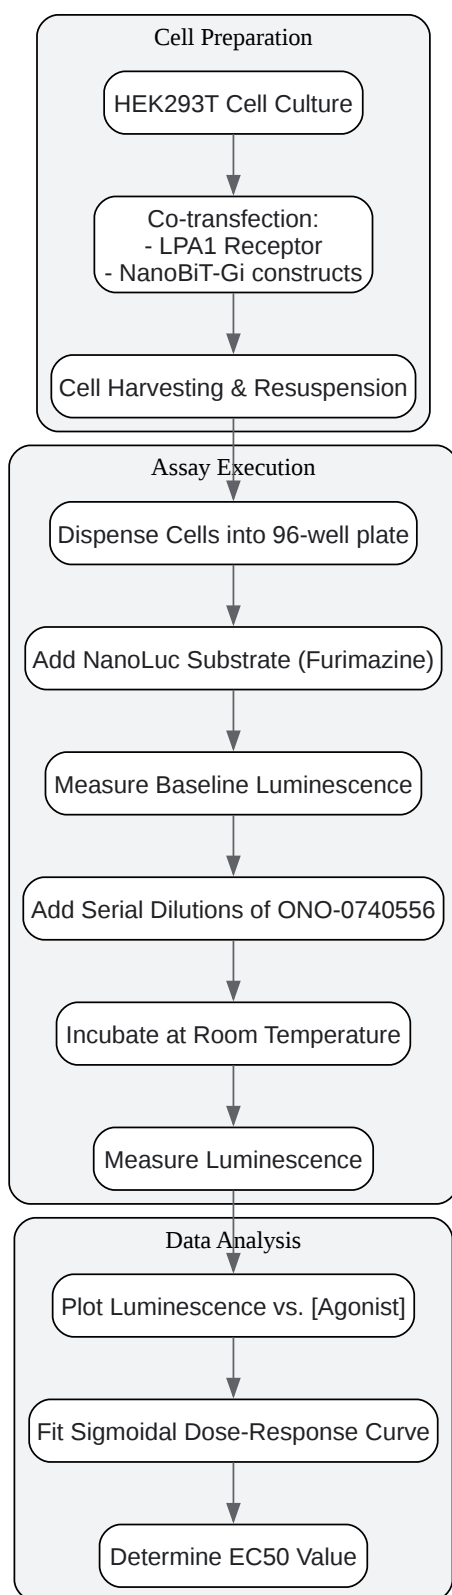 Cell Preparation
HEK293T Cell Culture
Co-transfection:
- LPA1 Receptor
- NanoBiT-Gi constructs
Cell Harvesting & Resuspension
Assay Execution
Dispense Cells into 96-well plate
Add NanoLuc Substrate (Furimazine)
Measure Baseline Luminescence
Add Serial Dilutions of ONO-0740556
Incubate at Room Temperature
Measure Luminescence
Data Analysis
Plot Luminescence vs. [Agonist]
Fit Sigmoidal Dose-Response Curve
Determine EC50 Value